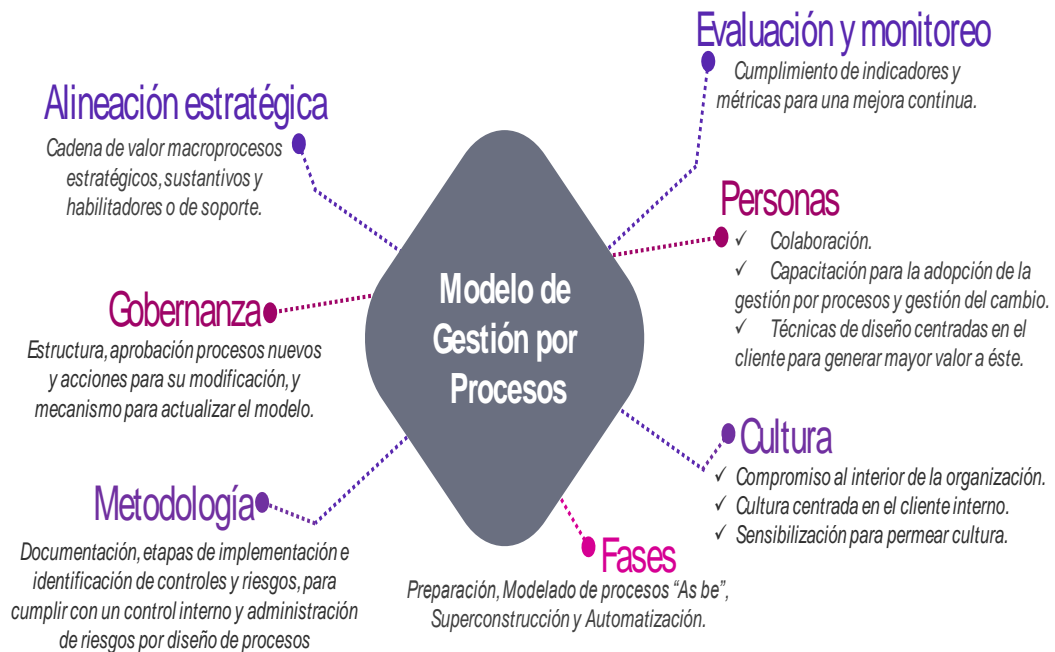 Evaluación y monitoreo
Cumplimiento de indicadores y
métricas para una mejora continua.
Alineación estratégica
Cadena de valor macroprocesos
estratégicos, sustantivos y
habilitadores o de soporte.
Personas
✓ Colaboración.
✓ Capacitación para la adopción de la
gestión por procesos y gestión del cambio.
✓ Técnicas de diseño centradas en el
cliente para generar mayor valor a éste.
Modelo de
Gestión por
Procesos
Gobernanza
Estructura, aprobación procesos nuevos
y acciones para su modificación, y
mecanismo para actualizar el modelo.
Cultura
✓ Compromiso al interior de la organización.
✓ Cultura centrada en el cliente interno.
✓ Sensibilización para permear cultura.
Metodología
Documentación, etapas de implementación e
identificación de controles y riesgos, para
cumplir con un control interno y administración
de riesgos por diseño de procesos
Fases
Preparación, Modelado de procesos “As be”,
Superconstrucción y Automatización.